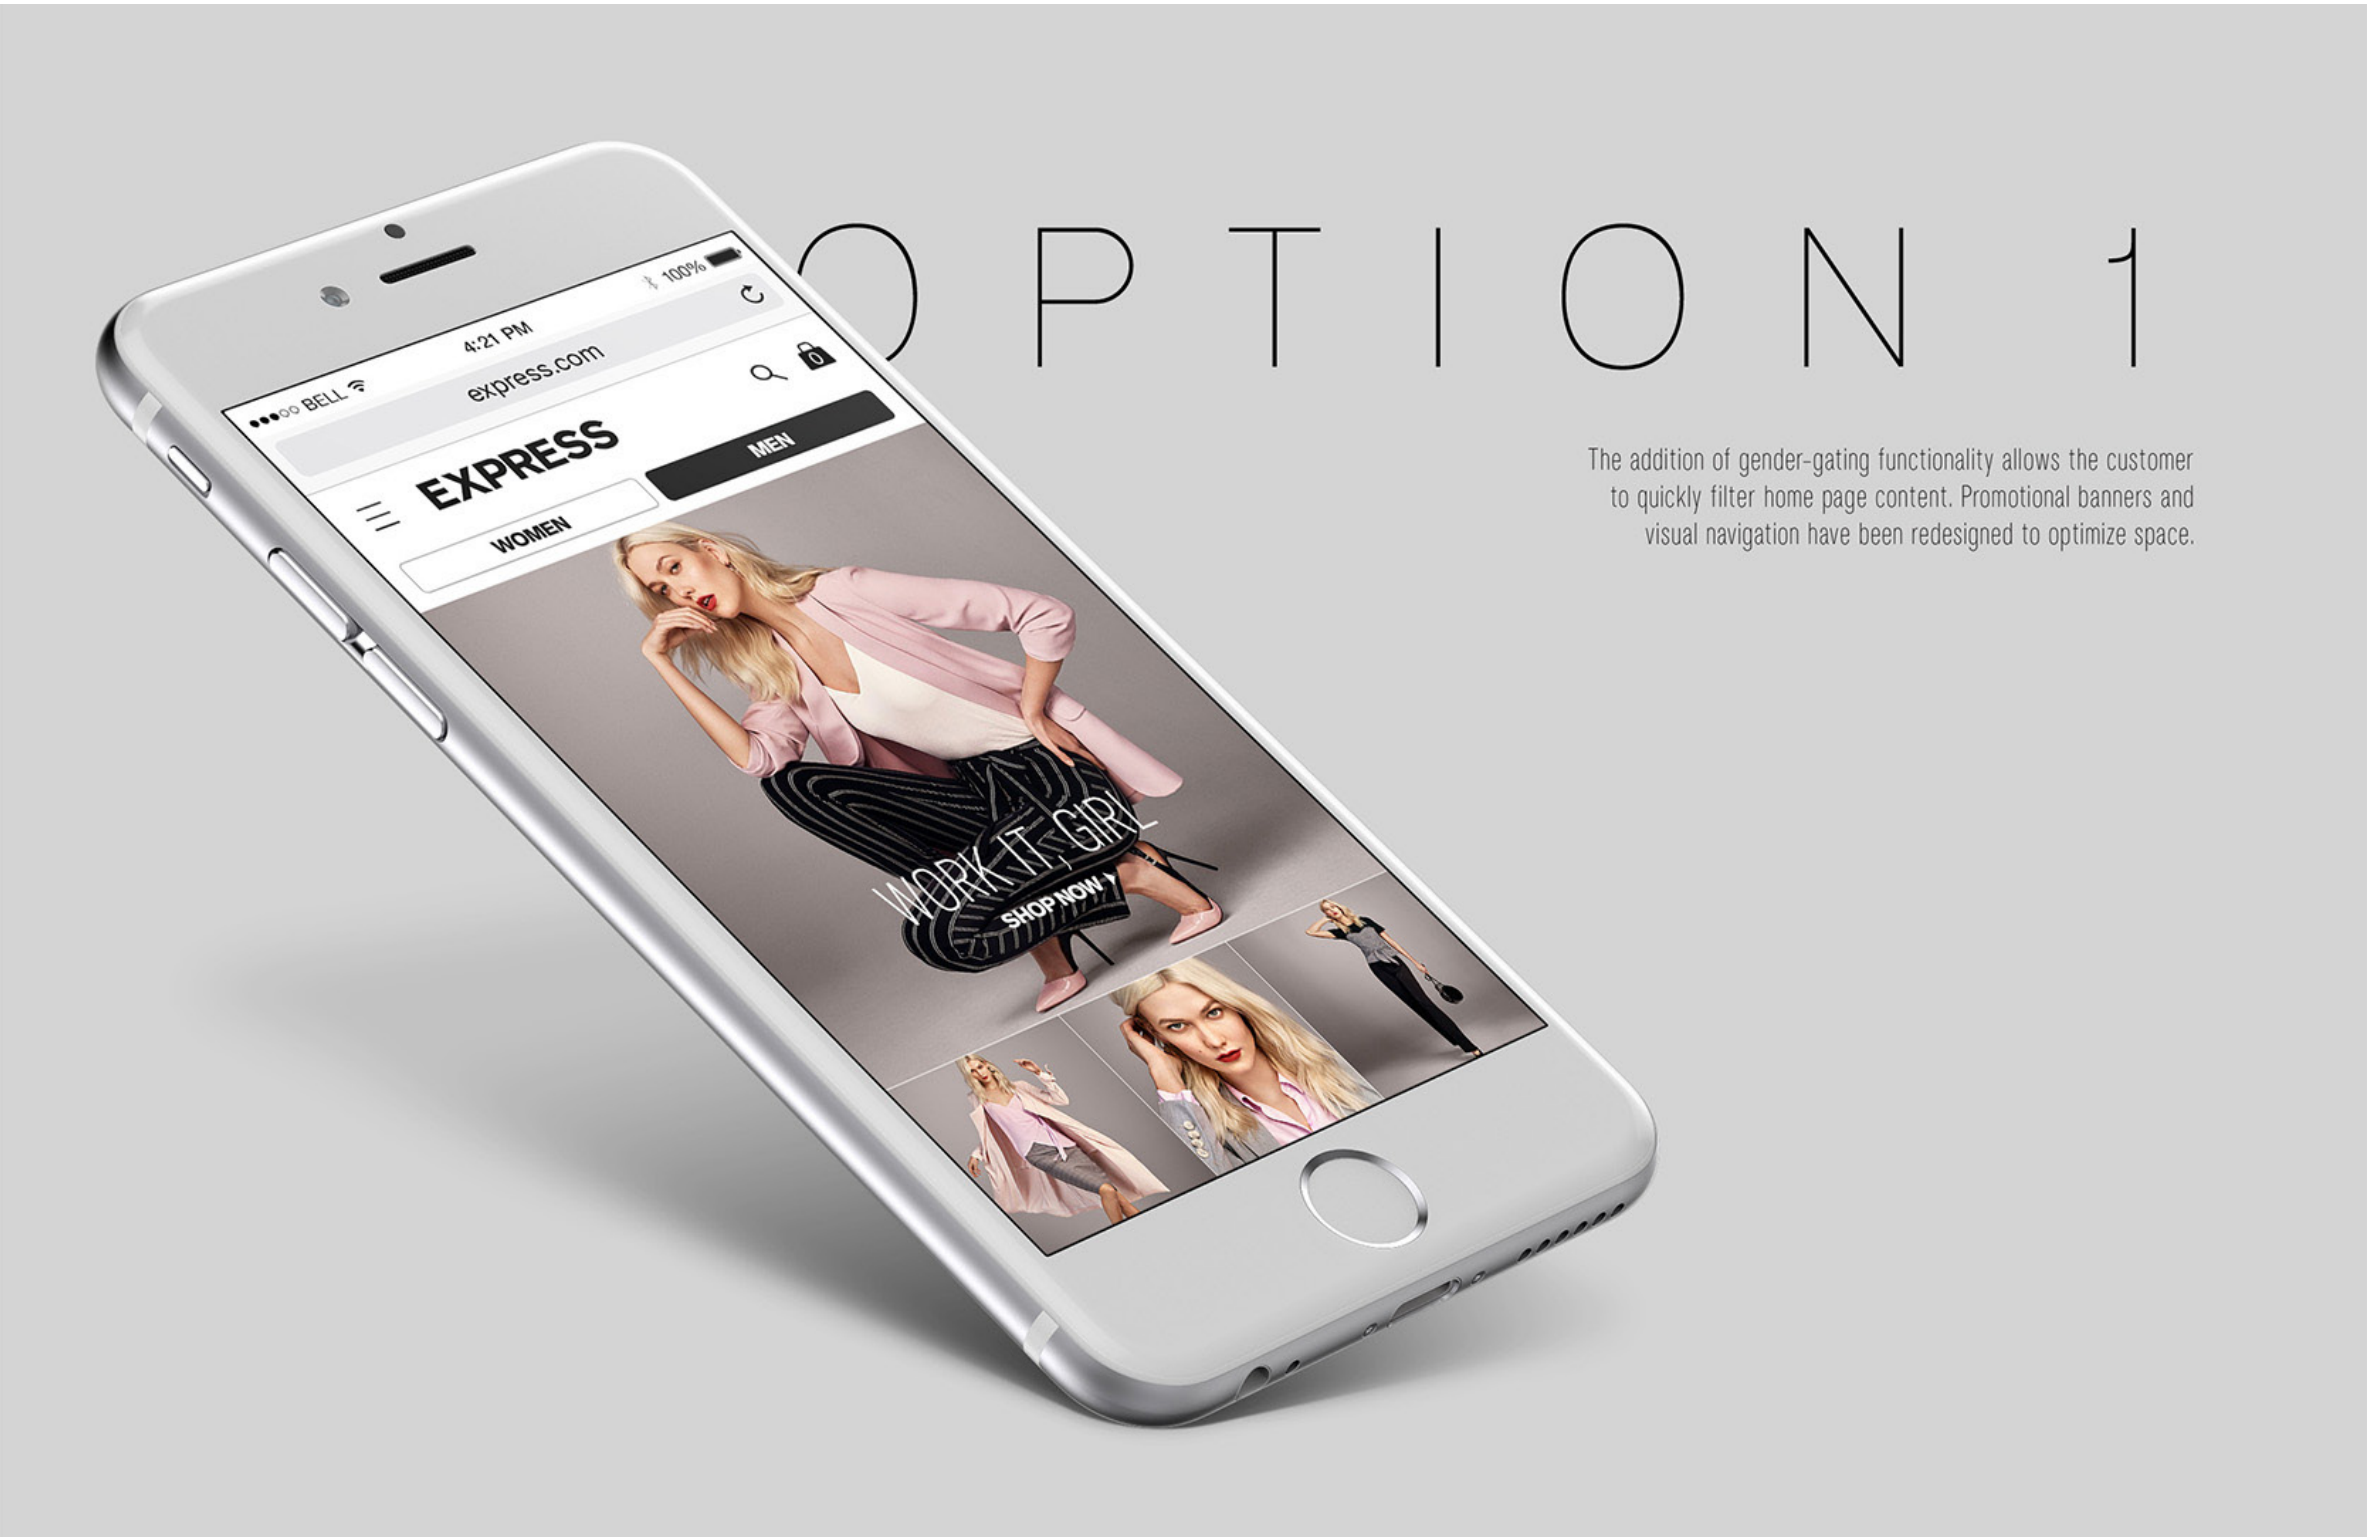 OPTION 1
The addition of gender-gating functionality allows the customer
to quickly filter home page content. Promotional banners and
visual navigation have been redesigned to optimize space.
BELL 4:21 PM 100%
express.com
EXPRESS 0
WOMEN MEN
WORK IT, GIRL
SHOP NOW